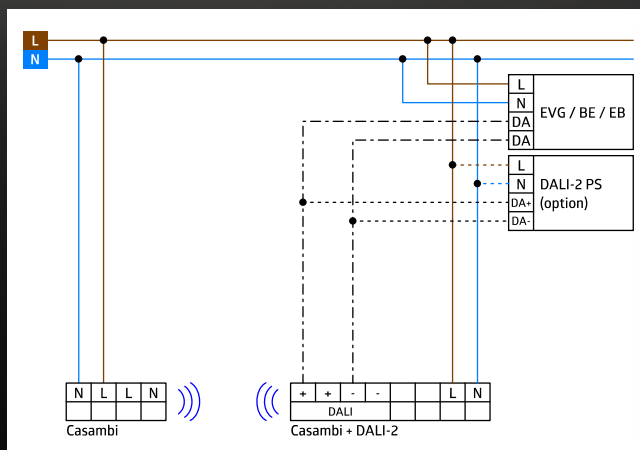 L
N
L
N
DA
DA
EVG / BE / EB
L
N
DA+
DA-
DALI-2 PS
(option)
N L L N
Casambi
+ + - - L N
DALI
Casambi + DALI-2